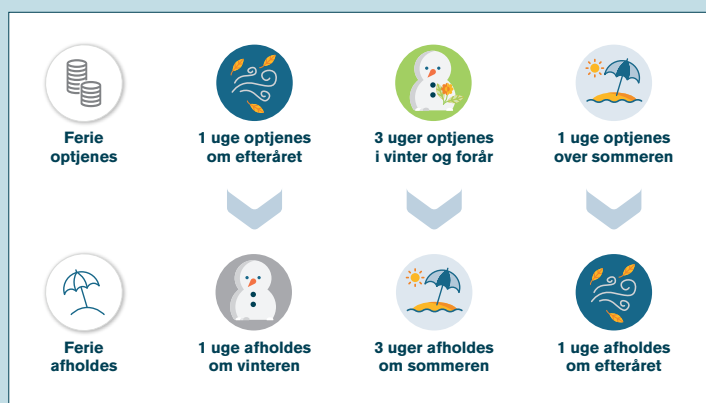 Ferie
optjenes
1 uge optjenes
om efteråret
3 uger optjenes
i vinter og forår
1 uge optjenes
over sommeren
Ferie
afholdes
1 uge afholdes
om vinteren
3 uger afholdes
om sommeren
1 uge afholdes
om efteråret